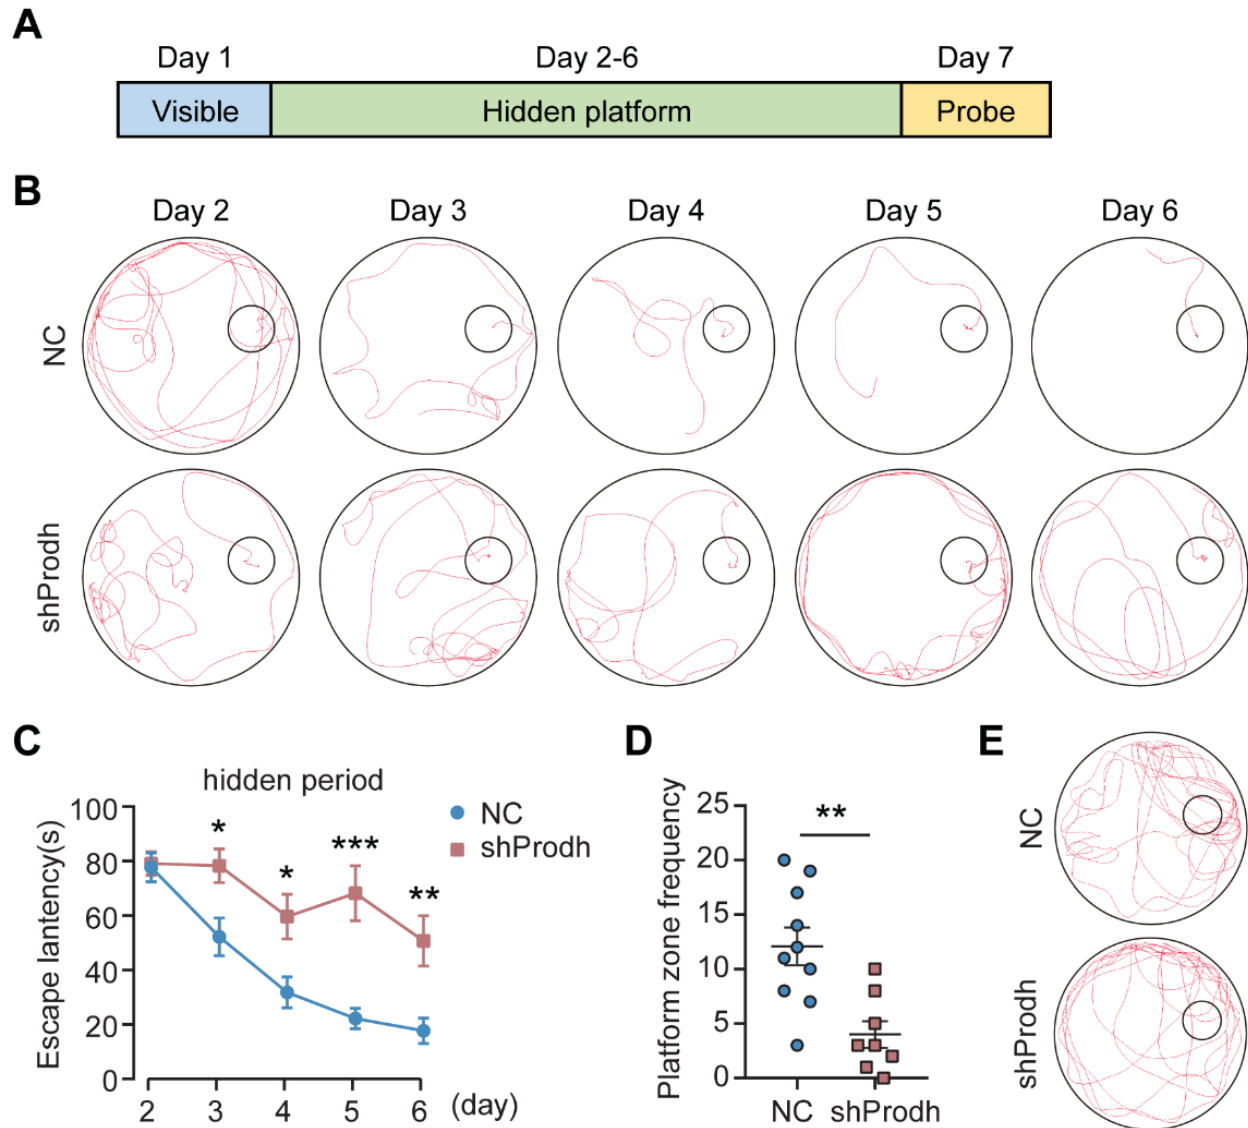 A
Day 1 Day 2-6 Day 7
Visible Hidden platform Probe
B
Day 2 Day 3 Day 4 Day 5 Day 6
NC
shProdh
C
hidden period
Escape lantency(s)
100
80
60
40
20
0
2 3 4 5 6 (day)
* * *** **
NC
shProdh
D
Platform zone frequency
25
20
15
10
5
0
**
NC shProdh
E
NC
shProdh